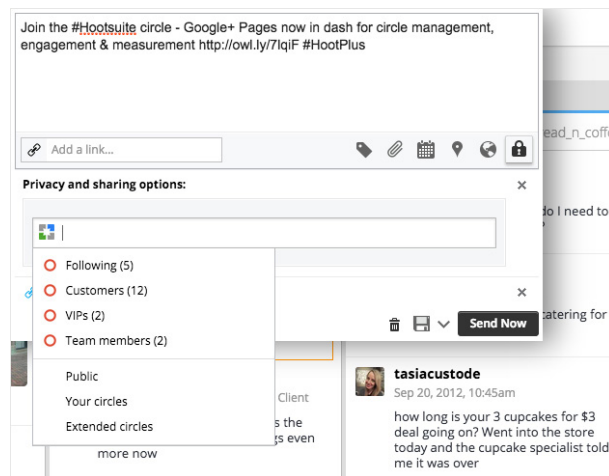 Join the #Hootsuite circle - Google+ Pages now in dash for circle management,
engagement & measurement http://owl.ly/7lqiF #HootPlus
Add a link...
Privacy and sharing options:
Following (5)
Customers (12)
VIPs (2)
Team members (2)
Public
Your circles
Extended circles
Send Now
do I need to
catering for
Client
s the
gs even
more now
tasiacustode
Sep 20, 2012, 10:45am
how long is your 3 cupcakes for $3
deal going on? Went into the store
today and the cupcake specialist told
me it was over